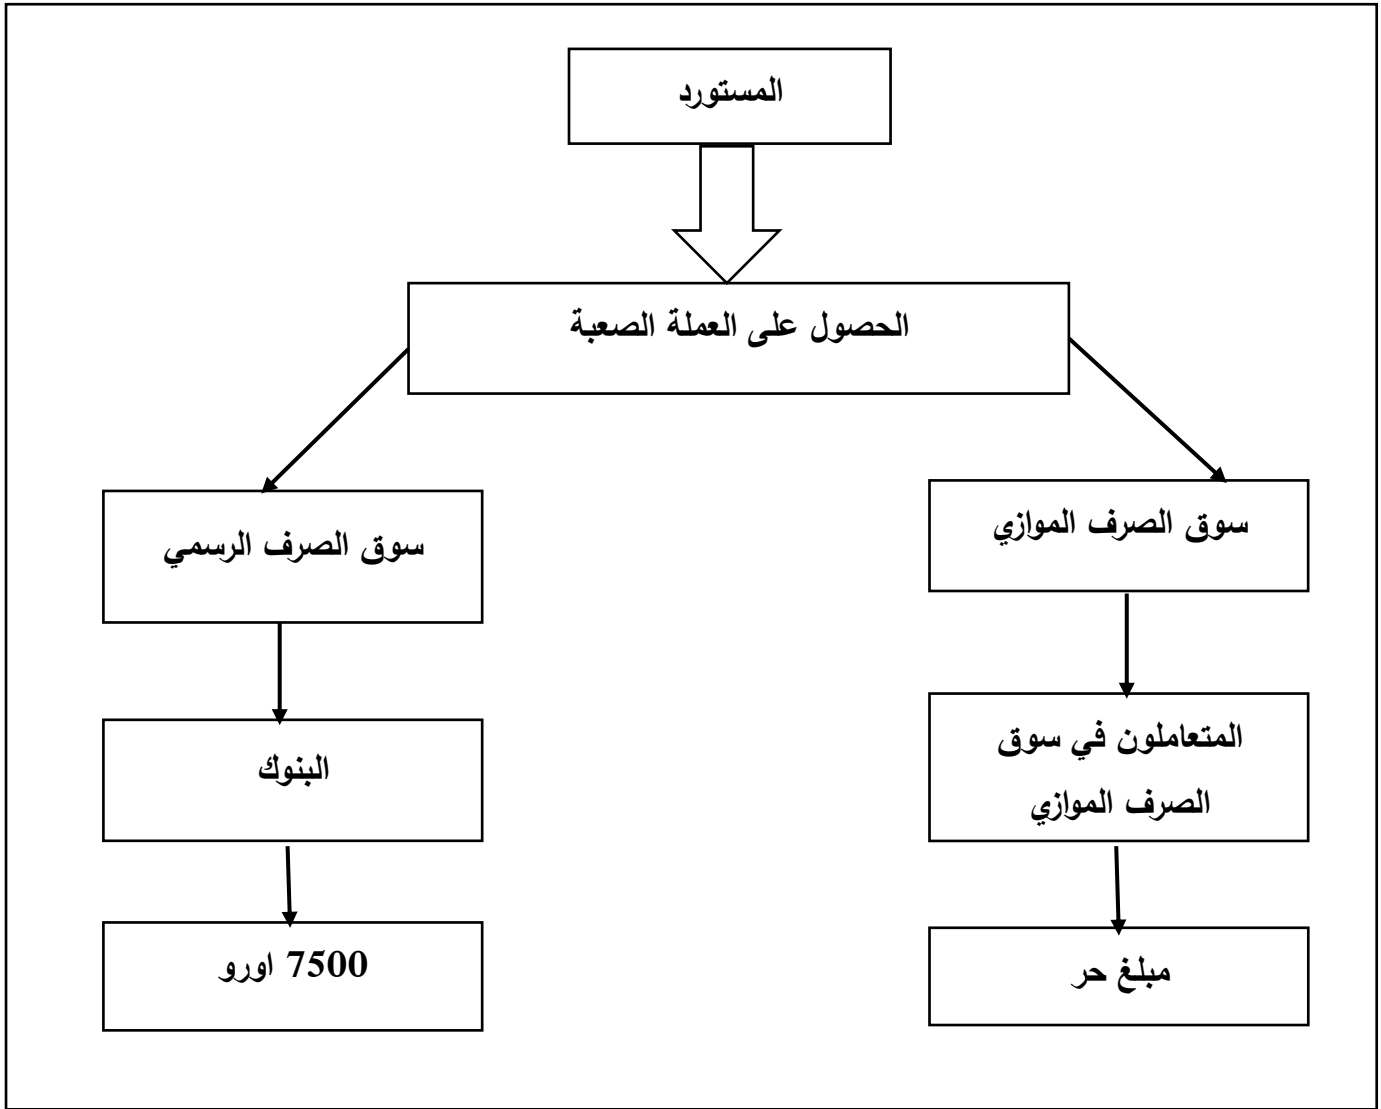 المستورد
الحصول على العملة الصعبة
سوق الصرف الموازي
سوق الصرف الرسمي
المتعاملون في سوق
الصرف الموازي
البنوك
مبلغ حر
7500 اورو